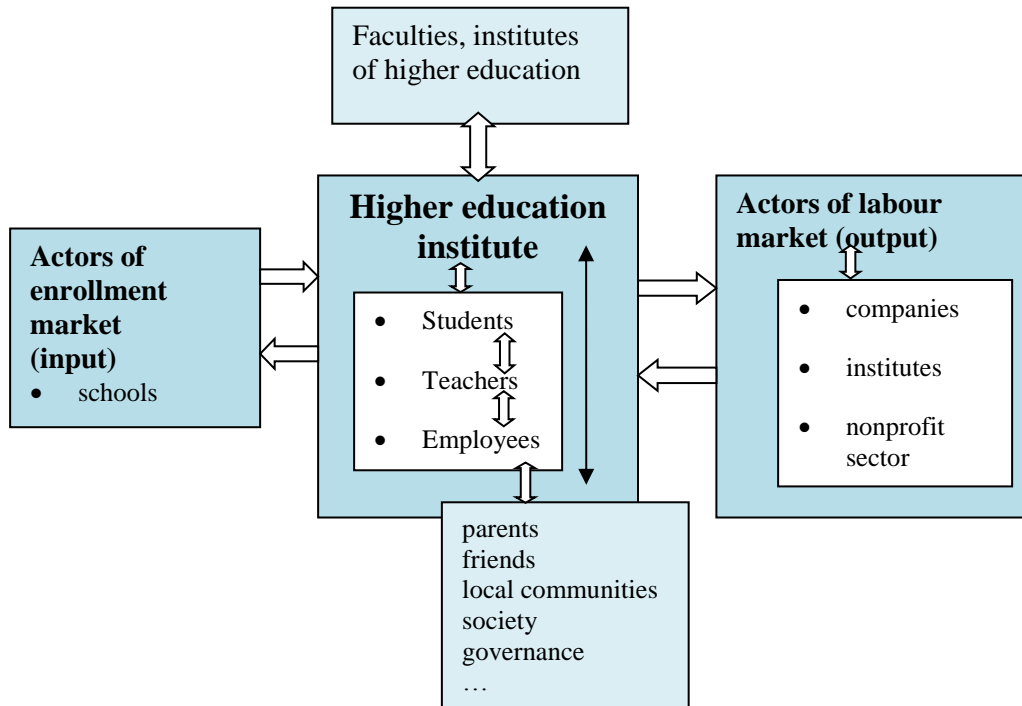 Faculties, institutes
of higher education
Higher education
institute
• Students
• Teachers
• Employees
Actors of
enrollment
market
(input)
• schools
Actors of labour
market (output)
• companies
• institutes
• nonprofit
sector
parents
friends
local communities
society
governance
…